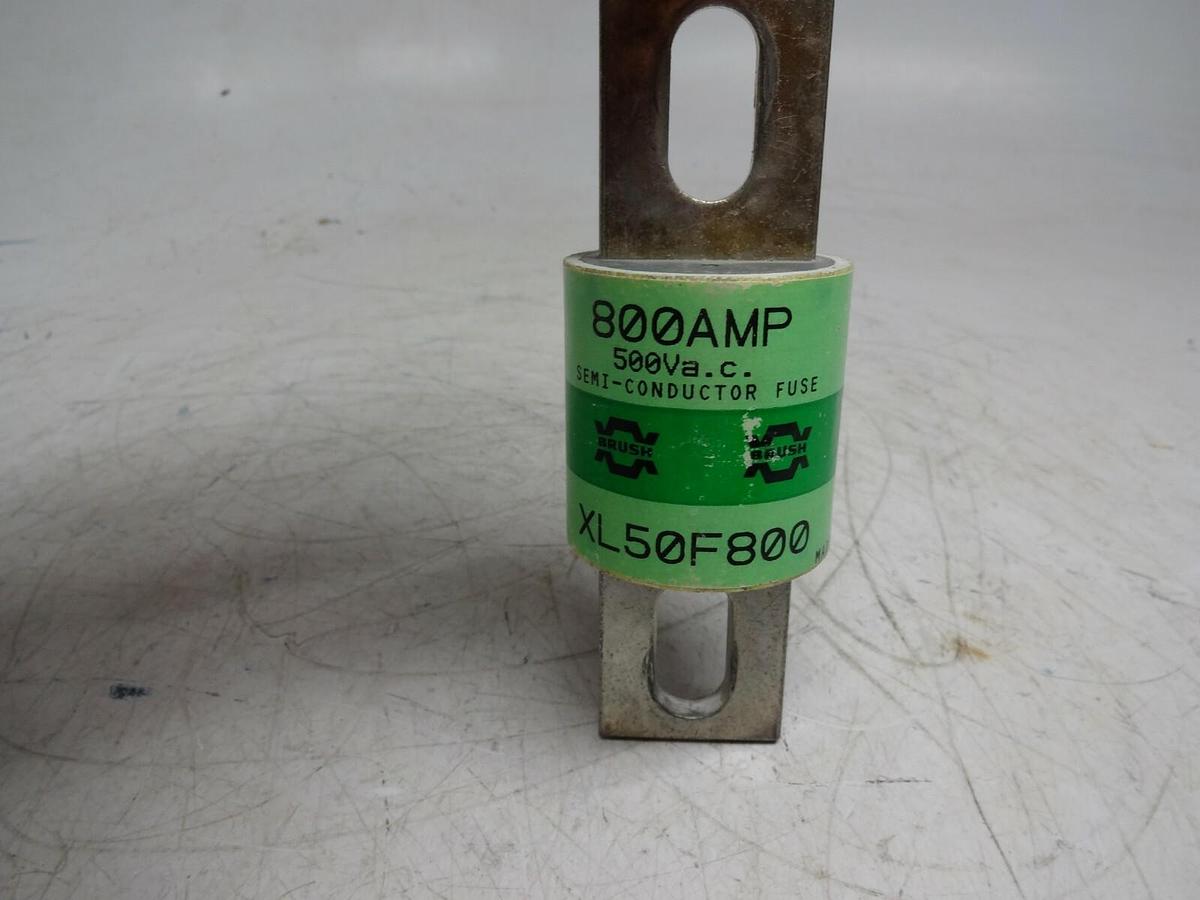 800AMP
500Va.c.
SEMI-CONDUCTOR FUSE
BRUSH BRUSH
XL50F800